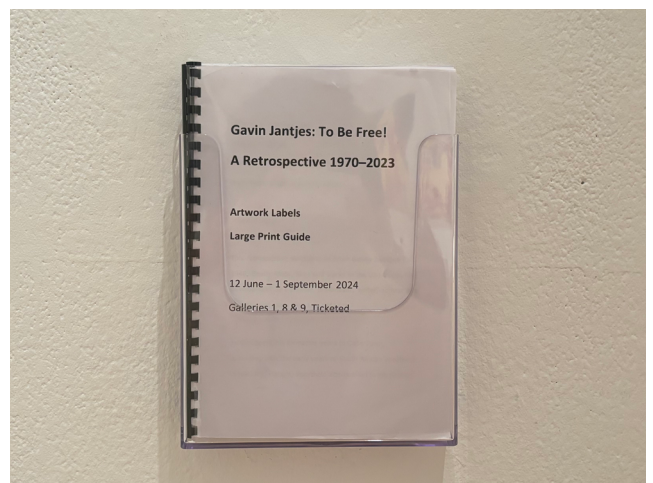 Gavin Jantjes: To Be Free!
A Retrospective 1970–2023
Artwork Labels
Large Print Guide
12 June – 1 September 2024
Galleries 1, 8 & 9, Ticketed